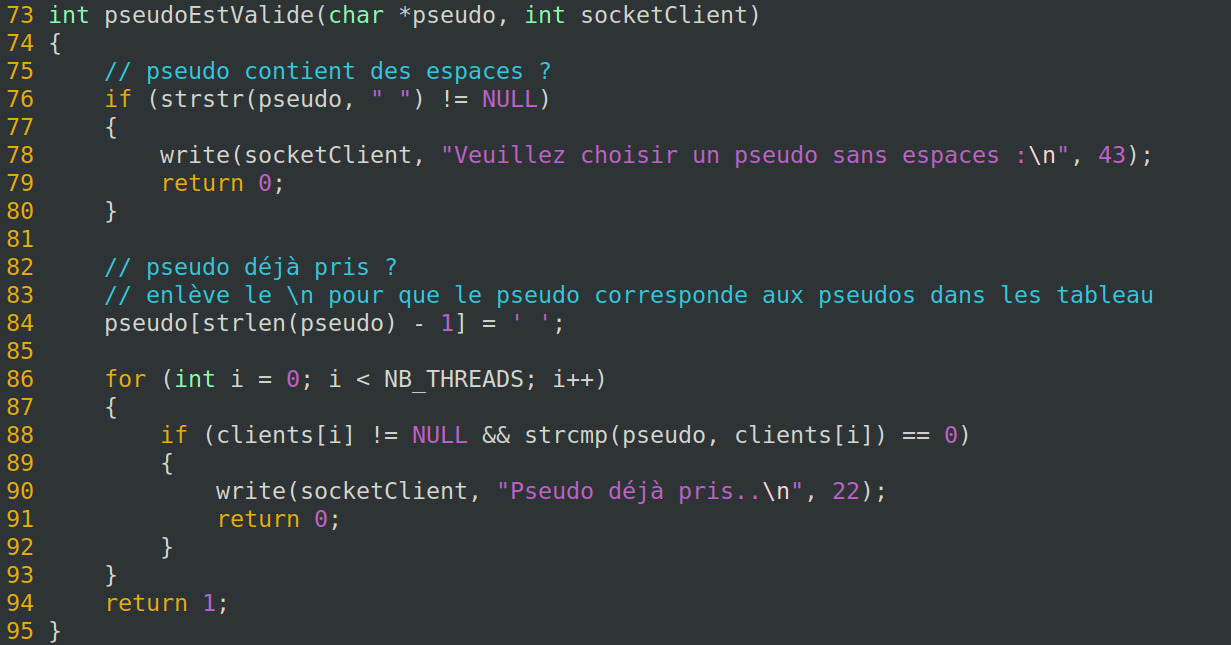 73 int pseudoEstValide(char *pseudo, int socketClient)
74 {
75     // pseudo contient des espaces ?
76     if (strstr(pseudo, " ") != NULL)
77     {
78         write(socketClient, "Veuillez choisir un pseudo sans espaces :\n", 43);
79         return 0;
80     }
81
82     // pseudo déjà pris ?
83     // enlève le \n pour que le pseudo corresponde aux pseudos dans les tableau
84     pseudo[strlen(pseudo) - 1] = ' ';
85
86     for (int i = 0; i < NB_THREADS; i++)
87     {
88         if (clients[i] != NULL && strcmp(pseudo, clients[i]) == 0)
89         {
90             write(socketClient, "Pseudo déjà pris..\n", 22);
91             return 0;
92         }
93     }
94     return 1;
95 }